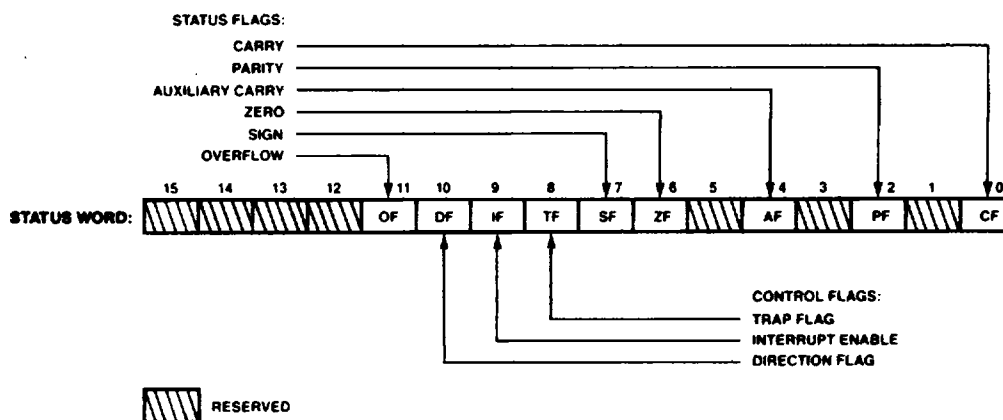 STATUS FLAGS:
CARRY
PARITY
AUXILIARY CARRY
ZERO
SIGN
OVERFLOW
15 14 13 12 11 10 9 8 7 6 5 4 3 2 1 0
STATUS WORD: OF DF IF TF SF ZF AF PF CF
CONTROL FLAGS:
TRAP FLAG
INTERRUPT ENABLE
DIRECTION FLAG
RESERVED